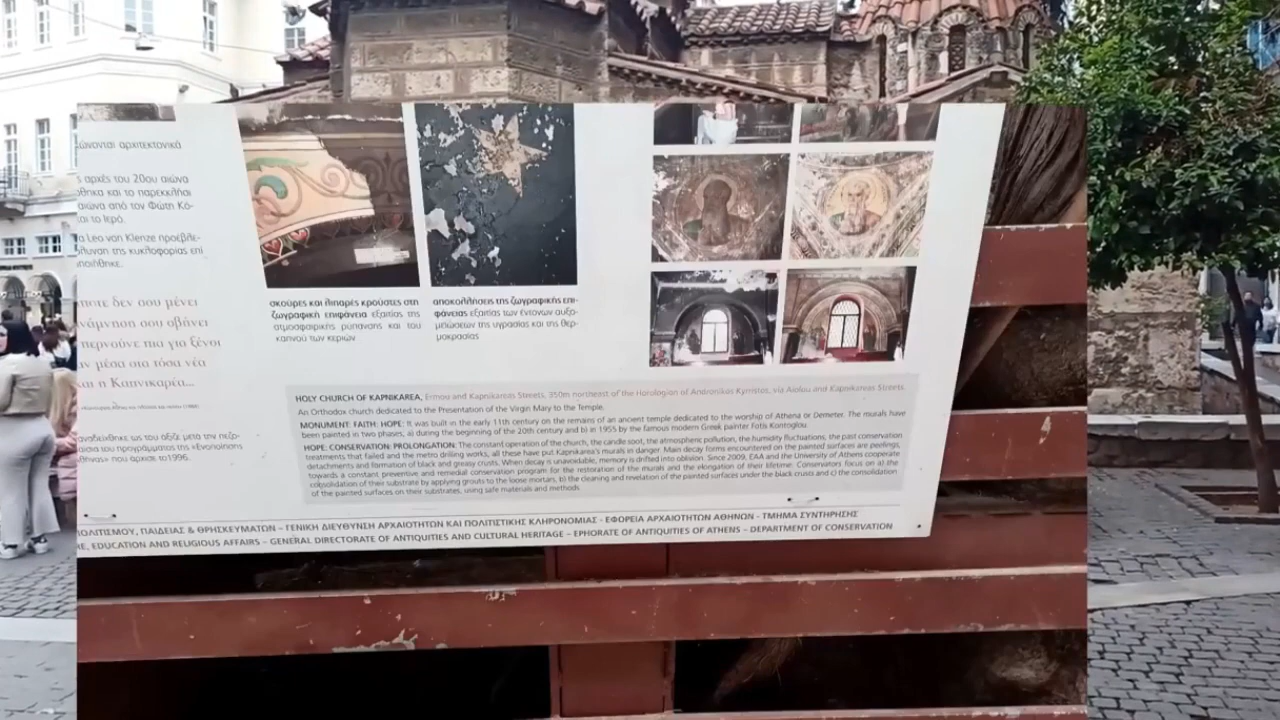 αρχές του 20ου αιώνα
και το παρεκκλήσι
αιώνα από τον Φώτη Κό-
το Ιερό.
Leo von Klenze προέβλε-
της κυκλοφορίας επί
ποτε δεν σου μένει
ανάμνηση σου σβήνει
περνούνε πια για ξένοι
μέσα στα τόσα νέα
η Καπνικαρέα...
που άρχισε το 1996.
σκούρες και λιπαρές κρούστες στη
ζωγραφική επιφάνεια εξαιτίας της
ατμοσφαιρικής ρύπανσης και του
καπνού των κεριών
αποκολλήσεις της ζωγραφικής επι-
φάνειας εξαιτίας των έντονων αυξο-
μειώσεων της υγρασίας και της θερ-
μοκρασίας
HOLY CHURCH OF KAPNIKAREA, Ermou and Kapnikareas Streets, 350m northeast of the Horologion of Andronikos Kyrristos, via Aiolou and Kapnikareas Streets.
An Orthodox church dedicated to the Presentation of the Virgin Mary to the Temple.
MONUMENT: FAITH: HOPE: It was built in the early 11th century on the remains of an ancient temple dedicated to the worship of Athena or Demeter. The murals have
been painted in two phases, a) during the beginning of the 20th century and b) in 1955 by the famous modern Greek painter Fotis Kontoglou.
HOPE: CONSERVATION: PROLONGATION: The constant operation of the church, the candle soot, the atmospheric pollution, the humidity fluctuations, the past conservation
treatments that failed and the metro drilling works, all these have put Kapnikarea's murals in danger. Main decay forms encountered on the painted surfaces are peelings,
detachments and formation of black and greasy crusts. When decay is unavoidable, memory is drifted into oblivion. Since 2009, EAA and the University of Athens cooperate
towards a constant preventive and remedial conservation program for the restoration of the murals and the elongation of their lifetime: Conservators focus on a) the
consolidation of their substrate by applying grouts to the loose mortars, b) the cleaning and revelation of the painted surfaces under the black crusts and c) the consolidation
of the painted surfaces on their substrates, using safe materials and methods.
ΠΟΛΙΤΙΣΜΟΥ, ΠΑΙΔΕΙΑΣ & ΘΡΗΣΚΕΥΜΑΤΩΝ – ΓΕΝΙΚΗ ΔΙΕΥΘΥΝΣΗ ΑΡΧΑΙΟΤΗΤΩΝ ΚΑΙ ΠΟΛΙΤΙΣΤΙΚΗΣ ΚΛΗΡΟΝΟΜΙΑΣ - ΕΦΟΡΕΙΑ ΑΡΧΑΙΟΤΗΤΩΝ ΑΘΗΝΩΝ - ΤΜΗΜΑ ΣΥΝΤΗΡΗΣΗΣ
EDUCATION AND RELIGIOUS AFFAIRS – GENERAL DIRECTORATE OF ANTIQUITIES AND CULTURAL HERITAGE – EPHORATE OF ANTIQUITIES OF ATHENS – DEPARTMENT OF CONSERVATION